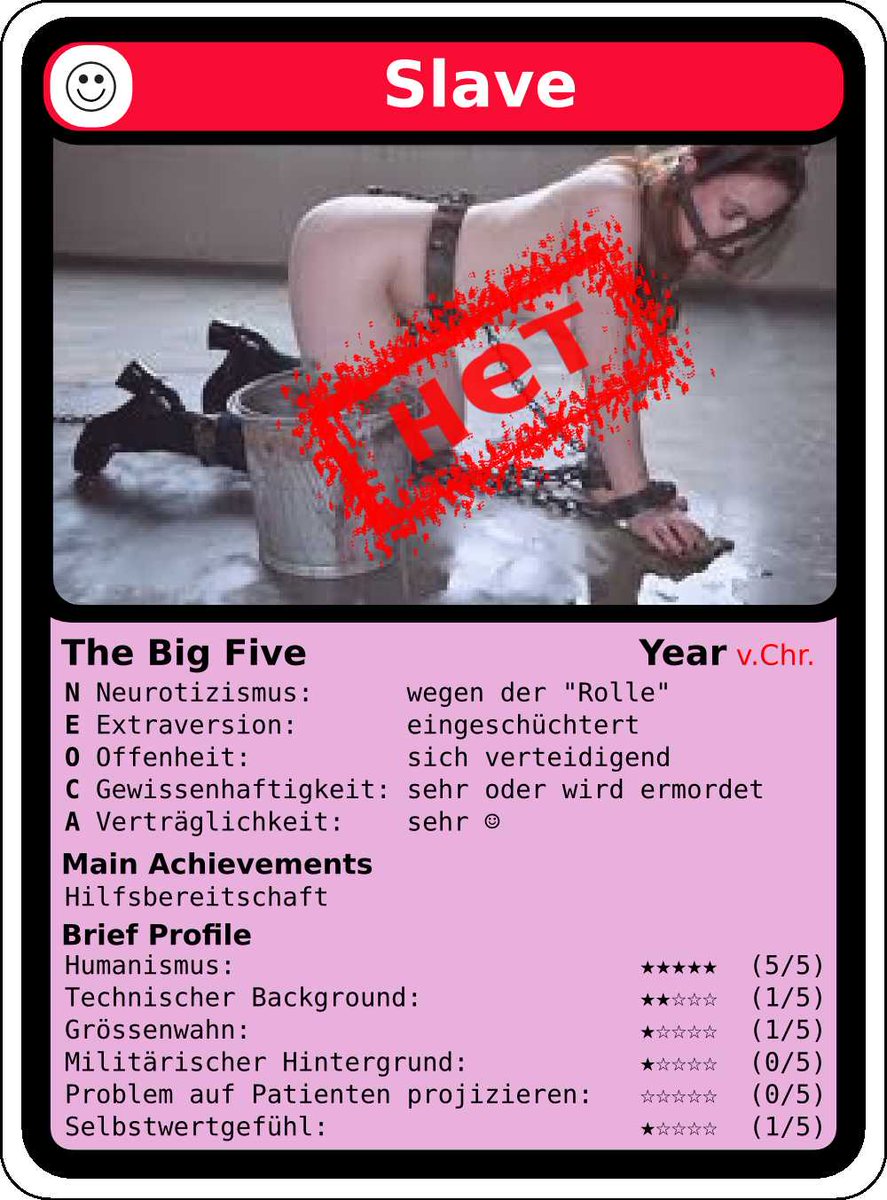 Slave
нет
The Big Five Year v.Chr.
N Neurotizismus: wegen der "Rolle"
E Extraversion: eingeschüchtert
O Offenheit: sich verteidigend
C Gewissenhaftigkeit: sehr oder wird ermordet
A Verträglichkeit: sehr ☺
Main Achievements
Hilfsbereitschaft
Brief Profile
Humanismus: ★★★★★ (5/5)
Technischer Background: ★★☆☆☆ (1/5)
Grössenwahn: ★☆☆☆☆ (1/5)
Militärischer Hintergrund: ★☆☆☆☆ (0/5)
Problem auf Patienten projizieren: ☆☆☆☆☆ (0/5)
Selbstwertgefühl: ★☆☆☆☆ (1/5)